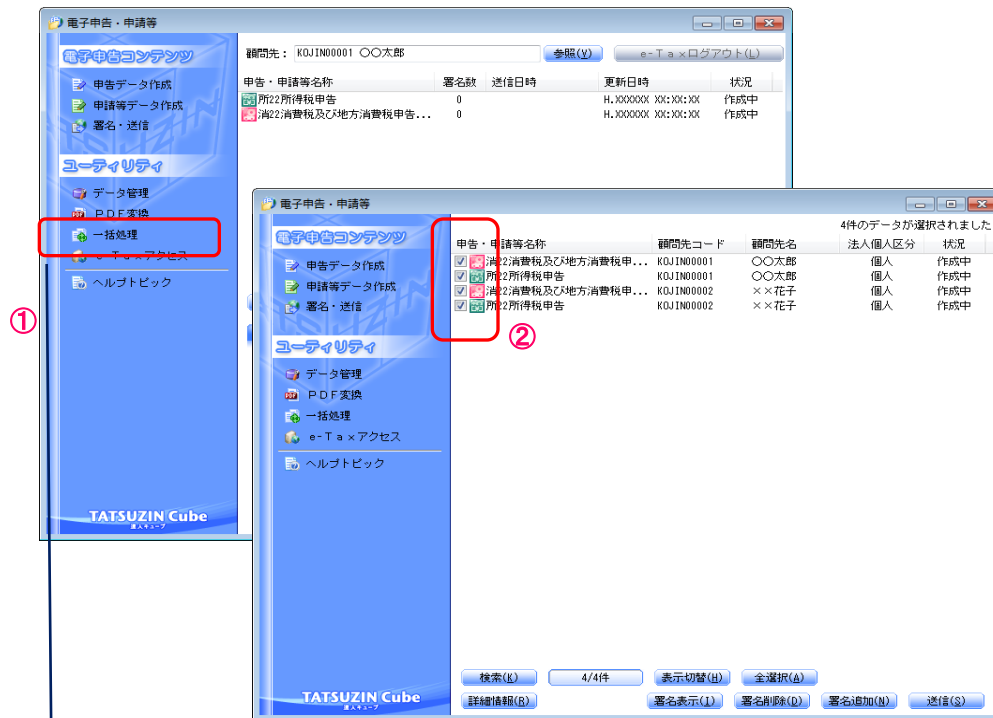 電子申告・申請等
電子申告コンテンツ
申告データ作成
申請等データ作成
署名・送信
ユーティリティ
データ管理
PDF変換
一括処理
e-Taxアクセス
ヘルプトピック
TATSUZIN Cube
達人キューブ
顧問先: KOJIN00001 〇〇太郎 参照(V) e-Taxログアウト(L)
申告・申請等名称 署名数 送信日時 更新日時 状況
所22所得税申告 0 H.XXXXXX XX:XX:XX 作成中
消22消費税及び地方消費税申告... 0 H.XXXXXX XX:XX:XX 作成中
①
電子申告・申請等
電子申告コンテンツ
申告データ作成
申請等データ作成
署名・送信
ユーティリティ
データ管理
PDF変換
一括処理
e-Taxアクセス
ヘルプトピック
TATSUZIN Cube
達人キューブ
4件のデータが選択されました
申告・申請等名称 顧問先コード 顧問先名 法人個人区分 状況
消22消費税及び地方消費税申... KOJIN00001 〇〇太郎 個人 作成中
所22所得税申告 KOJIN00001 〇〇太郎 個人 作成中
消22消費税及び地方消費税申... KOJIN00002 ××花子 個人 作成中
所22所得税申告 KOJIN00002 ××花子 個人 作成中
②
検索(K) 4/4件 表示切替(H) 全選択(A)
詳細情報(R) 署名表示(I) 署名削除(D) 署名追加(N) 送信(S)